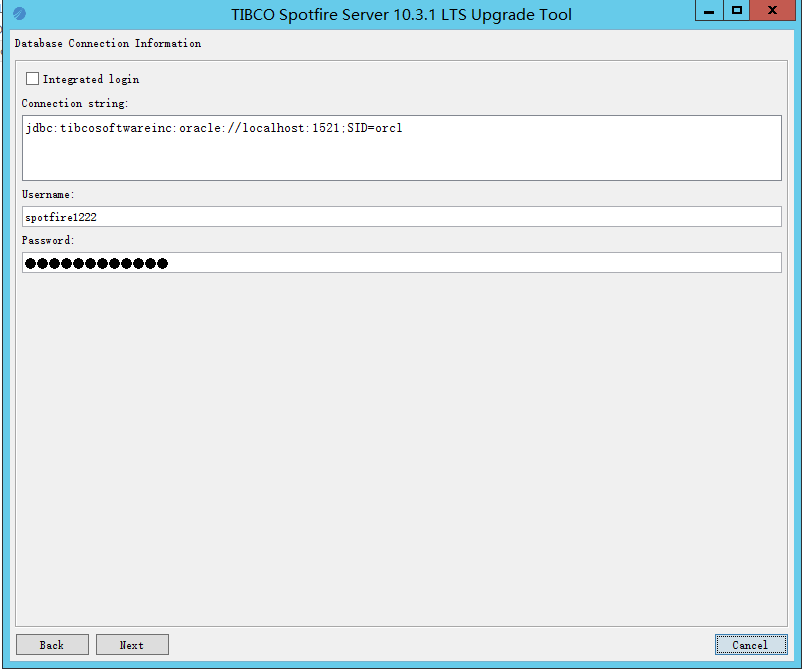 TIBCO Spotfire Server 10.3.1 LTS Upgrade Tool
Database Connection Information
Integrated login
Connection string:
jdbc:tibcosoftwareinc:oracle://localhost:1521;SID=orcl
Username:
spotfire1222
Password:
●●●●●●●●●●●●
Back Next Cancel